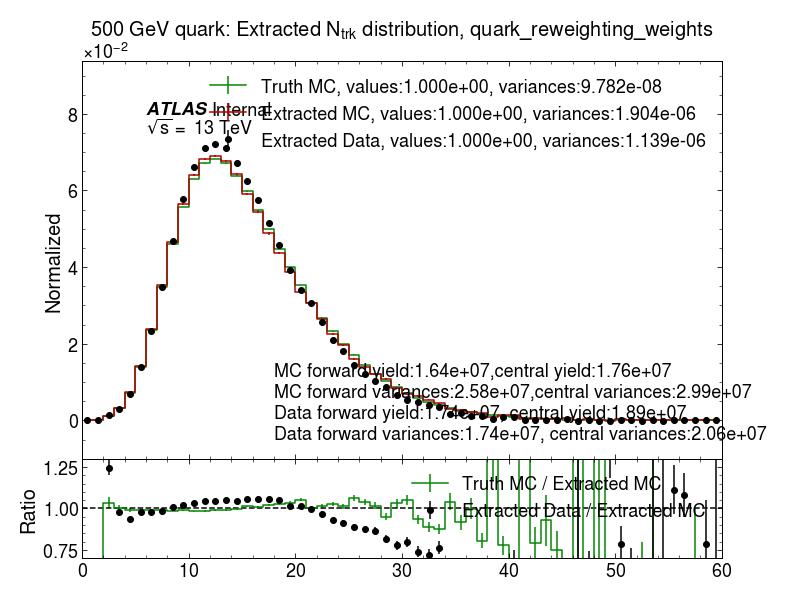 500 GeV quark: Extracted Ntrk distribution, quark_reweighting_weights
×10−2
Truth MC, values:1.000e+00, variances:9.782e-08
ATLAS Internal
Extracted MC, values:1.000e+00, variances:1.904e-06
√s = 13 TeV
Extracted Data, values:1.000e+00, variances:1.139e-06
Normalized
8
6
4
2
0
MC forward yield:1.64e+07,central yield:1.76e+07
MC forward variances:2.58e+07,central variances:2.99e+07
Data forward yield:1.74e+07, central yield:1.89e+07
Data forward variances:1.74e+07, central variances:2.06e+07
Ratio
1.25
1.00
0.75
Truth MC / Extracted MC
Extracted Data / Extracted MC
0 10 20 30 40 50 60